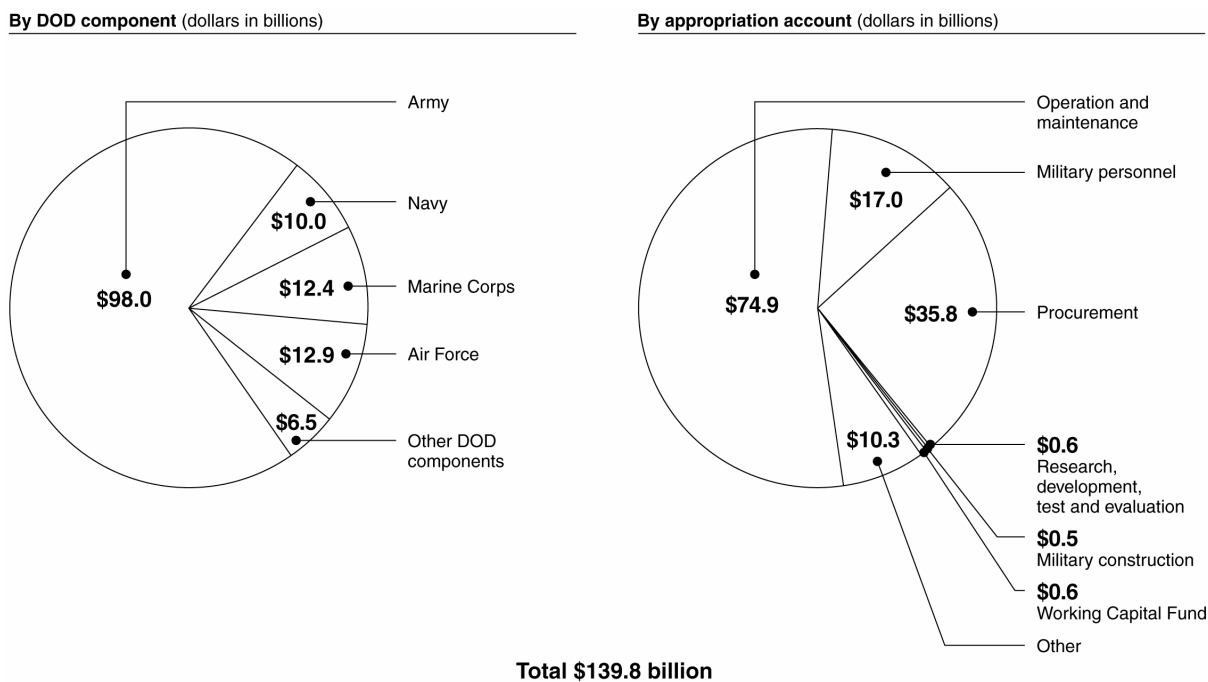 By DOD component (dollars in billions)
Army
Navy
$10.0
Marine Corps
$12.4
$98.0
Air Force
$12.9
$6.5
Other DOD
components
By appropriation account (dollars in billions)
Operation and
maintenance
Military personnel
$17.0
$74.9
$35.8
Procurement
$10.3
$0.6
Research,
development,
test and evaluation
$0.5
Military construction
$0.6
Working Capital Fund
Other
Total $139.8 billion